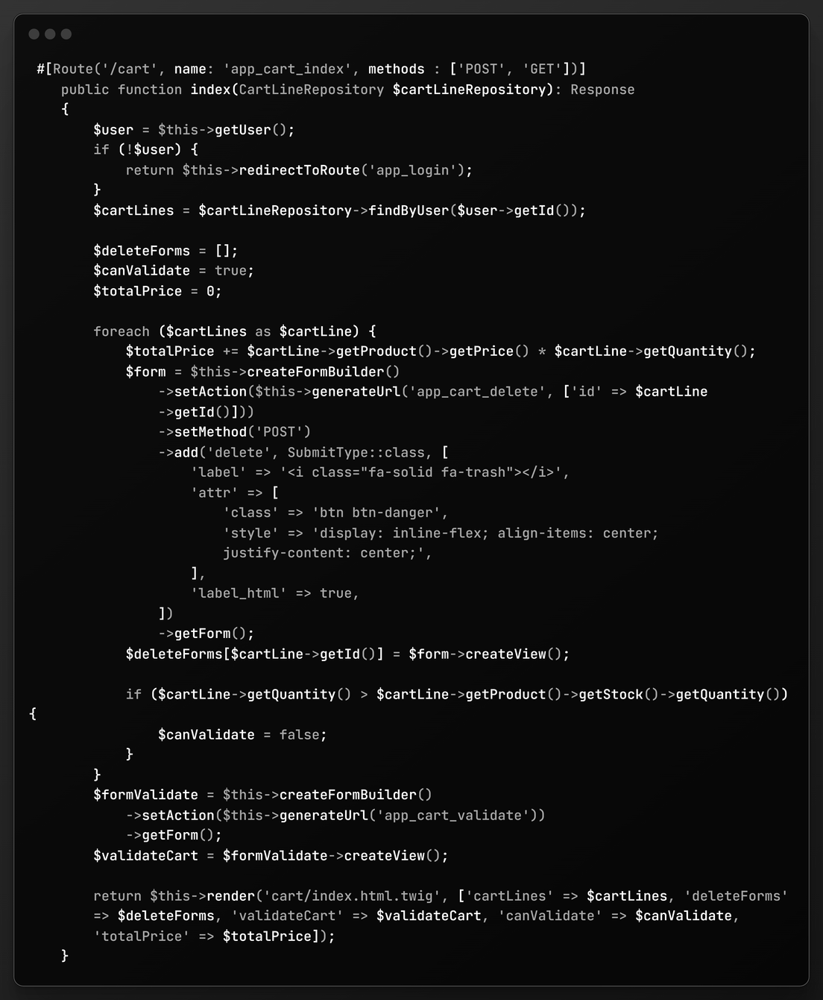 #[Route('/cart', name: 'app_cart_index', methods : ['POST', 'GET'])]
public function index(CartLineRepository $cartLineRepository): Response
{
$user = $this->getUser();
if (!$user) {
return $this->redirectToRoute('app_login');
}
$cartLines = $cartLineRepository->findByUser($user->getId());
$deleteForms = [];
$canValidate = true;
$totalPrice = 0;
foreach ($cartLines as $cartLine) {
$totalPrice += $cartLine->getProduct()->getPrice() * $cartLine->getQuantity();
$form = $this->createFormBuilder()
->setAction($this->generateUrl('app_cart_delete', ['id' => $cartLine
->getId()]))
->setMethod('POST')
->add('delete', SubmitType::class, [
'label' => '<i class="fa-solid fa-trash"></i>',
'attr' => [
'class' => 'btn btn-danger',
'style' => 'display: inline-flex; align-items: center;
justify-content: center;',
],
'label_html' => true,
])
->getForm();
$deleteForms[$cartLine->getId()] = $form->createView();
if ($cartLine->getQuantity() > $cartLine->getProduct()->getStock()->getQuantity())
{
$canValidate = false;
}
}
$formValidate = $this->createFormBuilder()
->setAction($this->generateUrl('app_cart_validate'))
->getForm();
$validateCart = $formValidate->createView();
return $this->render('cart/index.html.twig', ['cartLines' => $cartLines, 'deleteForms'
=> $deleteForms, 'validateCart' => $validateCart, 'canValidate' => $canValidate,
'totalPrice' => $totalPrice]);
}